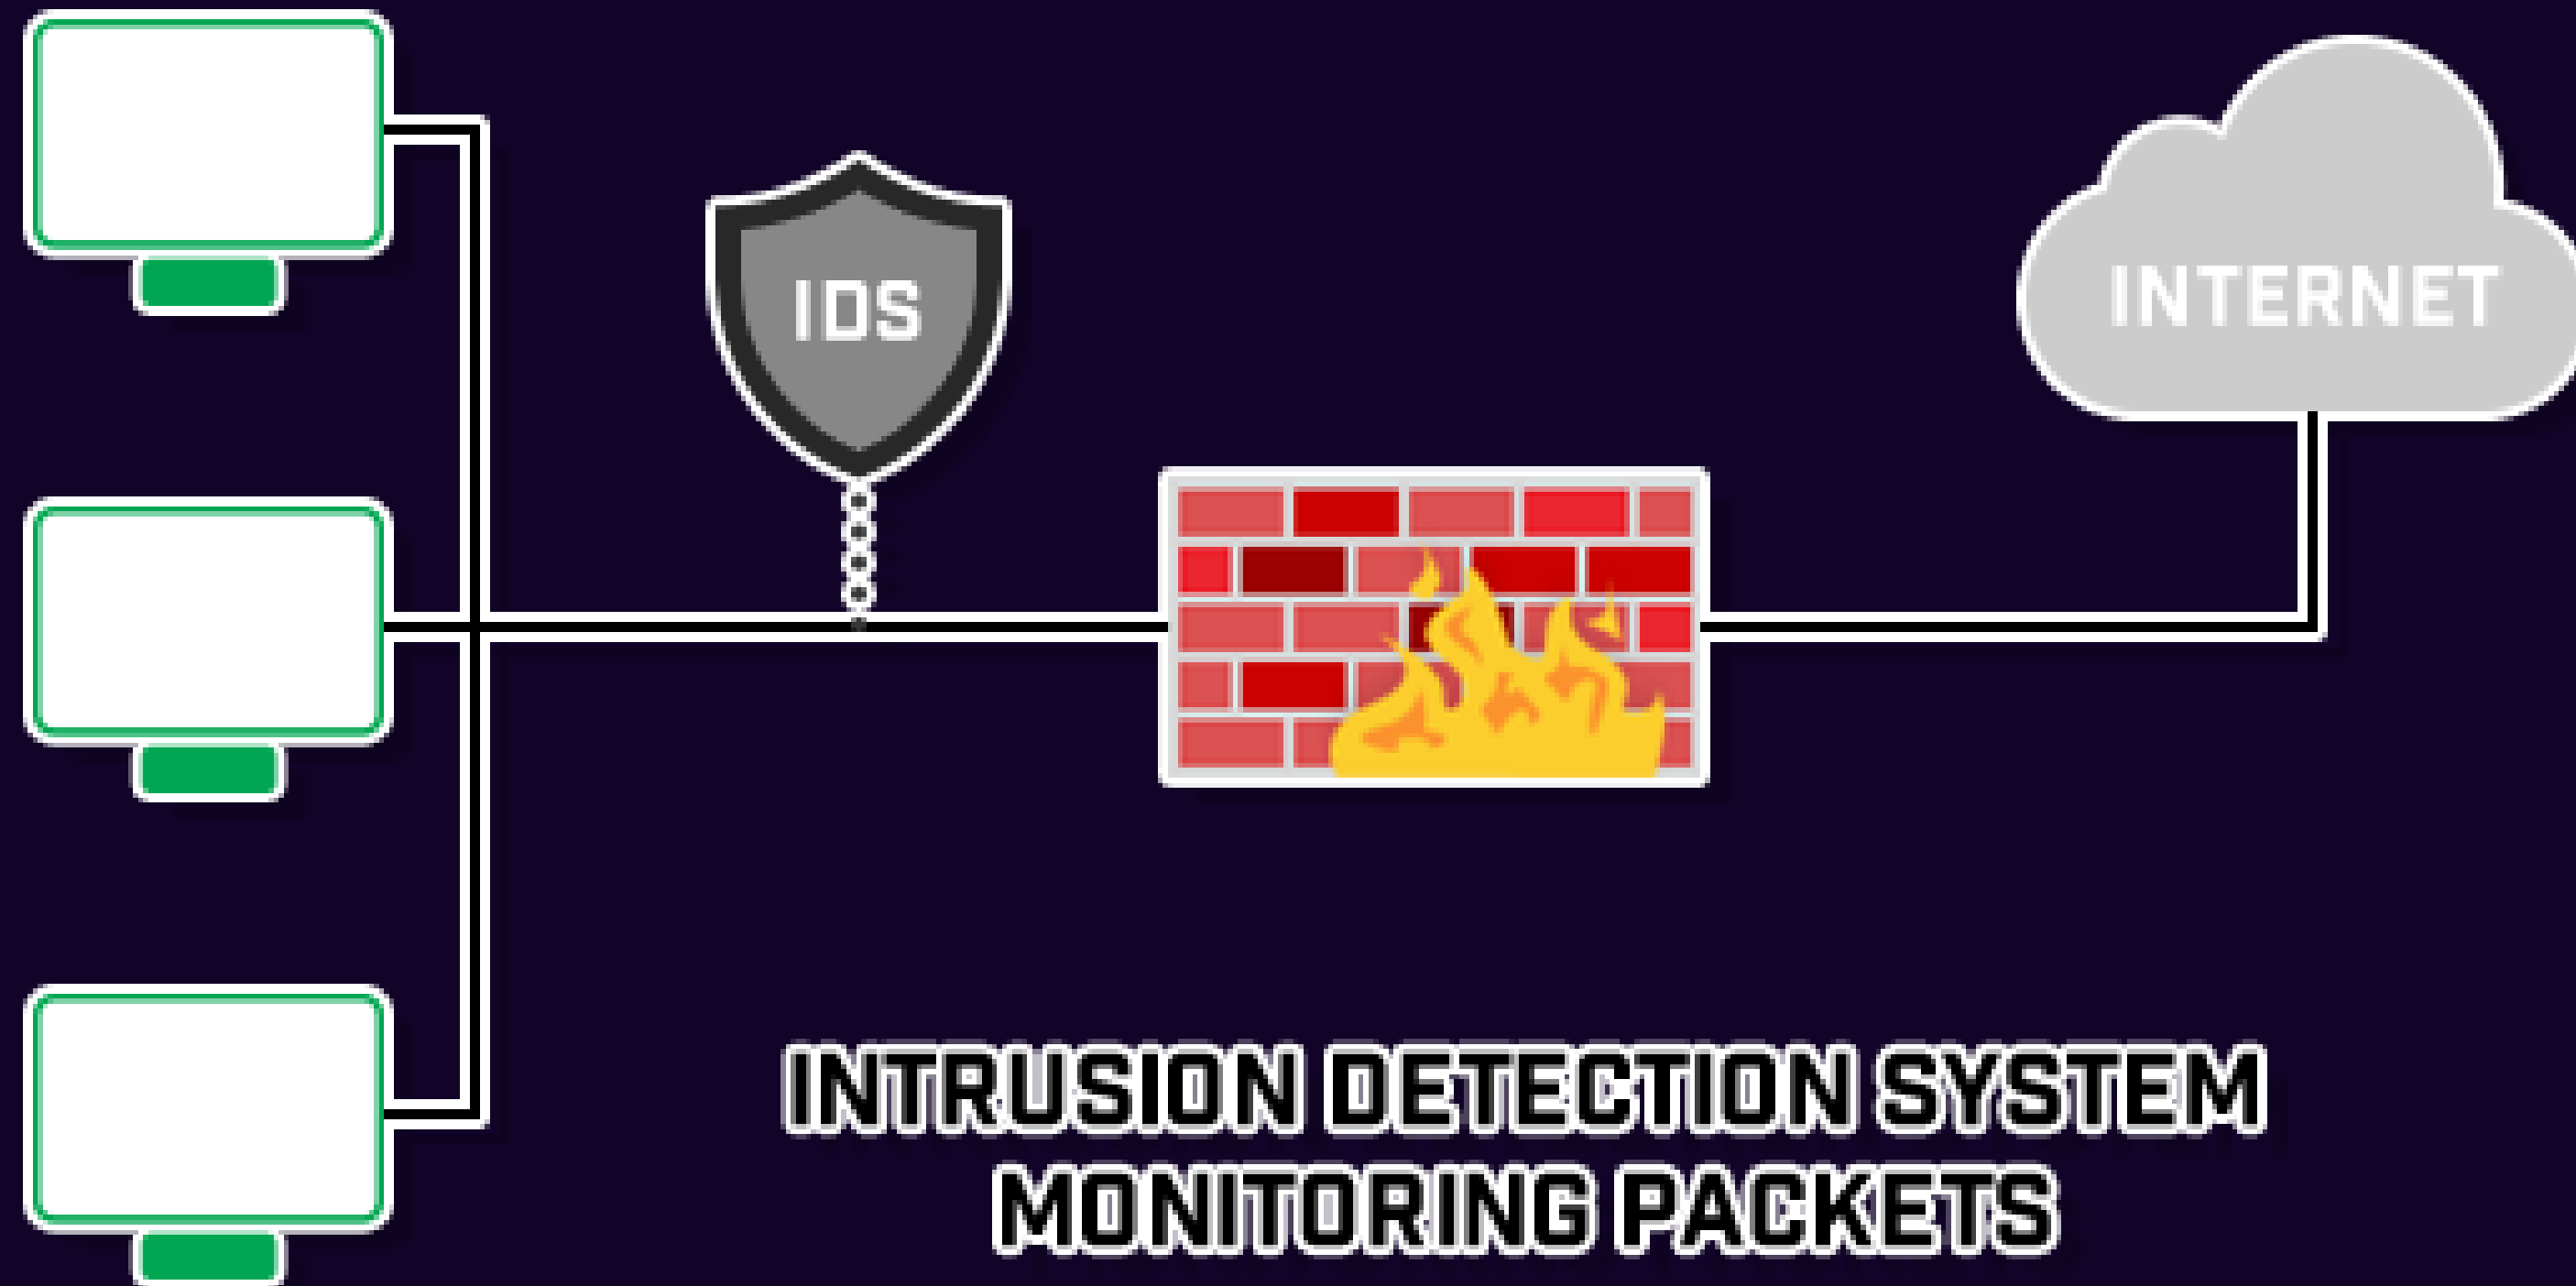 IDS
INTERNET
INTRUSION DETECTION SYSTEM
MONITORING PACKETS